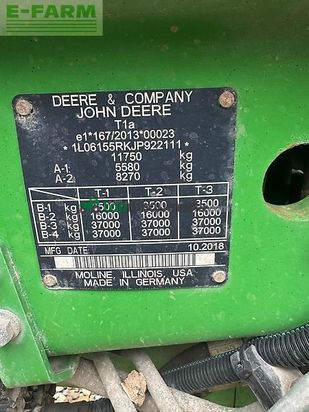 E-FARM
DEERE & COMPANY
JOHN DEERE
T1a
e1*167/2013*00023
* 1L06155RKJP922111 *
11750 kg
A-1: 5580 kg
A-2: 8270 kg
T-1 T-2 T-3
B-1 kg 3500 3500 3500
B-2 kg 16000 16000 16000
B-3 kg 37000 37000 37000
B-4 kg 37000 37000 37000
MFG DATE 10.2018
MOLINE, ILLINOIS, USA
MADE IN GERMANY